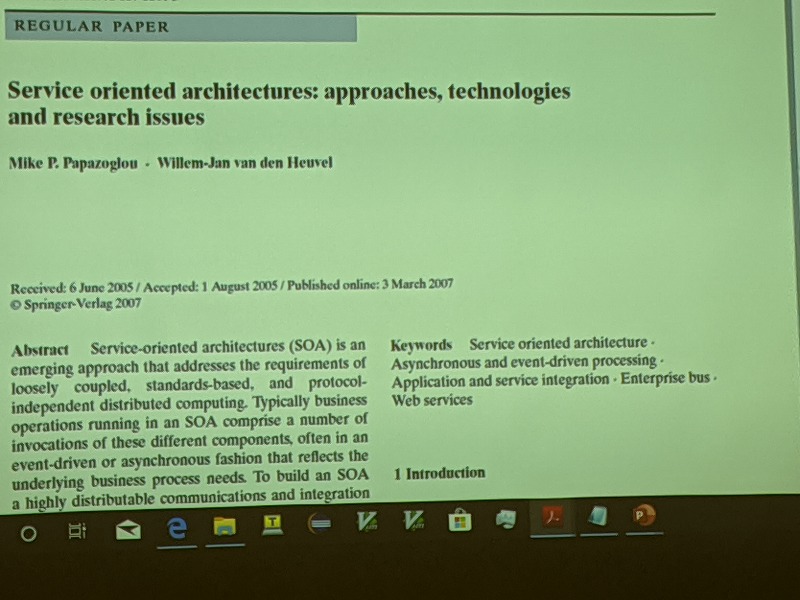 REGULAR PAPER
Service oriented architectures: approaches, technologies
and research issues
Mike P. Papazoglou · Willem-Jan van den Heuvel
Received: 6 June 2005 / Accepted: 1 August 2005 / Published online: 3 March 2007
© Springer-Verlag 2007
Abstract Service-oriented architectures (SOA) is an
emerging approach that addresses the requirements of
loosely coupled, standards-based, and protocol-
independent distributed computing. Typically business
operations running in an SOA comprise a number of
invocations of these different components, often in an
event-driven or asynchronous fashion that reflects the
underlying business process needs. To build an SOA
a highly distributable communications and integration
Keywords Service oriented architecture ·
Asynchronous and event-driven processing ·
Application and service integration · Enterprise bus ·
Web services
1 Introduction